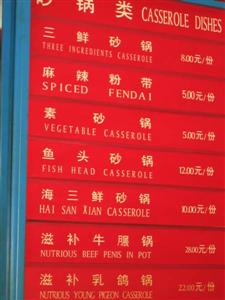 砂锅类 CASSEROLE DISHES
三鲜砂锅
THREE INGREDIENTS CASSEROLE 8.00元/份
麻辣粉带
SPICED FENDAI 5.00元/份
素砂锅
VEGETABLE CASSEROLE 5.00元/份
鱼头砂锅
FISH HEAD CASSEROLE 12.00元/份
海三鲜砂锅
HAI SAN XIAN CASSEROLE 10.00元/份
滋补牛腽锅
NUTRIOUS BEEF PENIS IN POT 28.00元/份
滋补乳鸽锅
NUTRIOUS YOUNG PIGEON CASSEROLE 22.00元/份